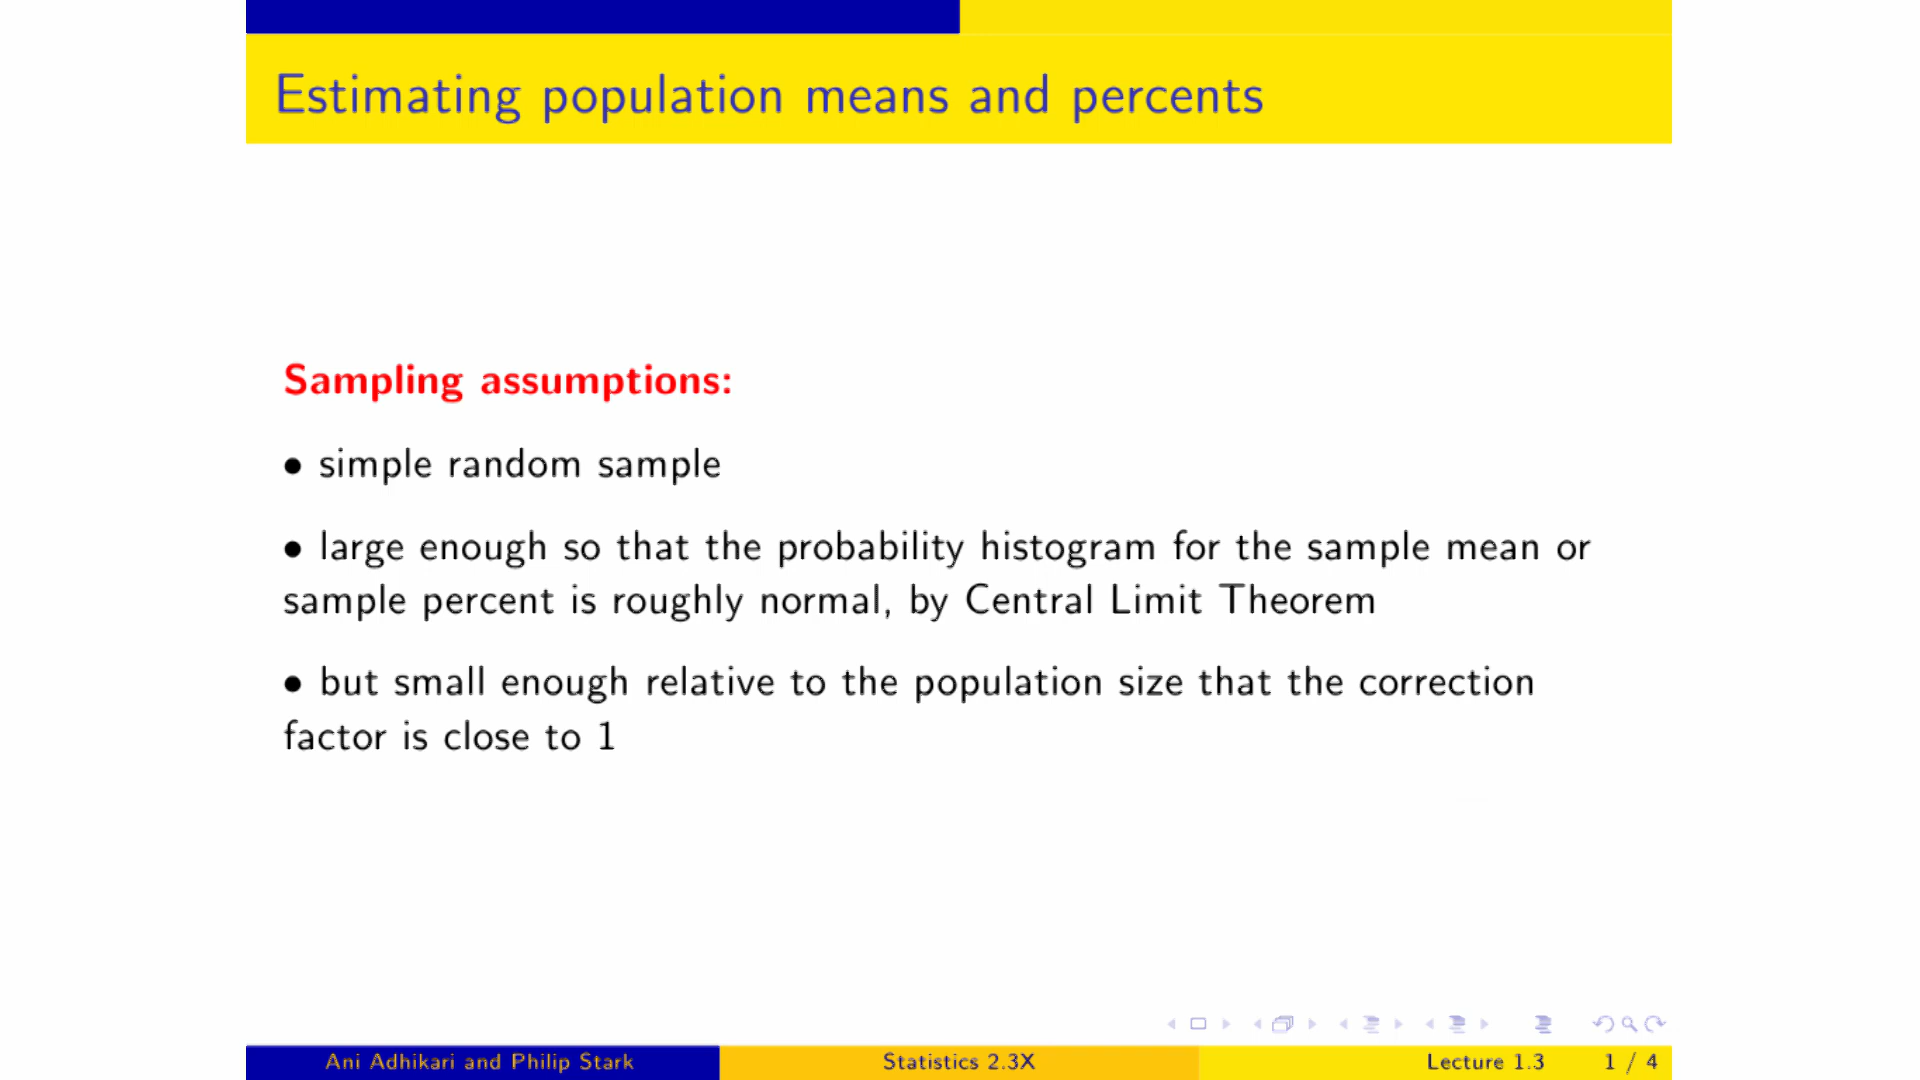 Estimating population means and percents
Sampling assumptions:
• simple random sample
• large enough so that the probability histogram for the sample mean or
sample percent is roughly normal, by Central Limit Theorem
• but small enough relative to the population size that the correction
factor is close to 1
Ani Adhikari and Philip Stark Statistics 2.3X Lecture 1.3 1 / 4